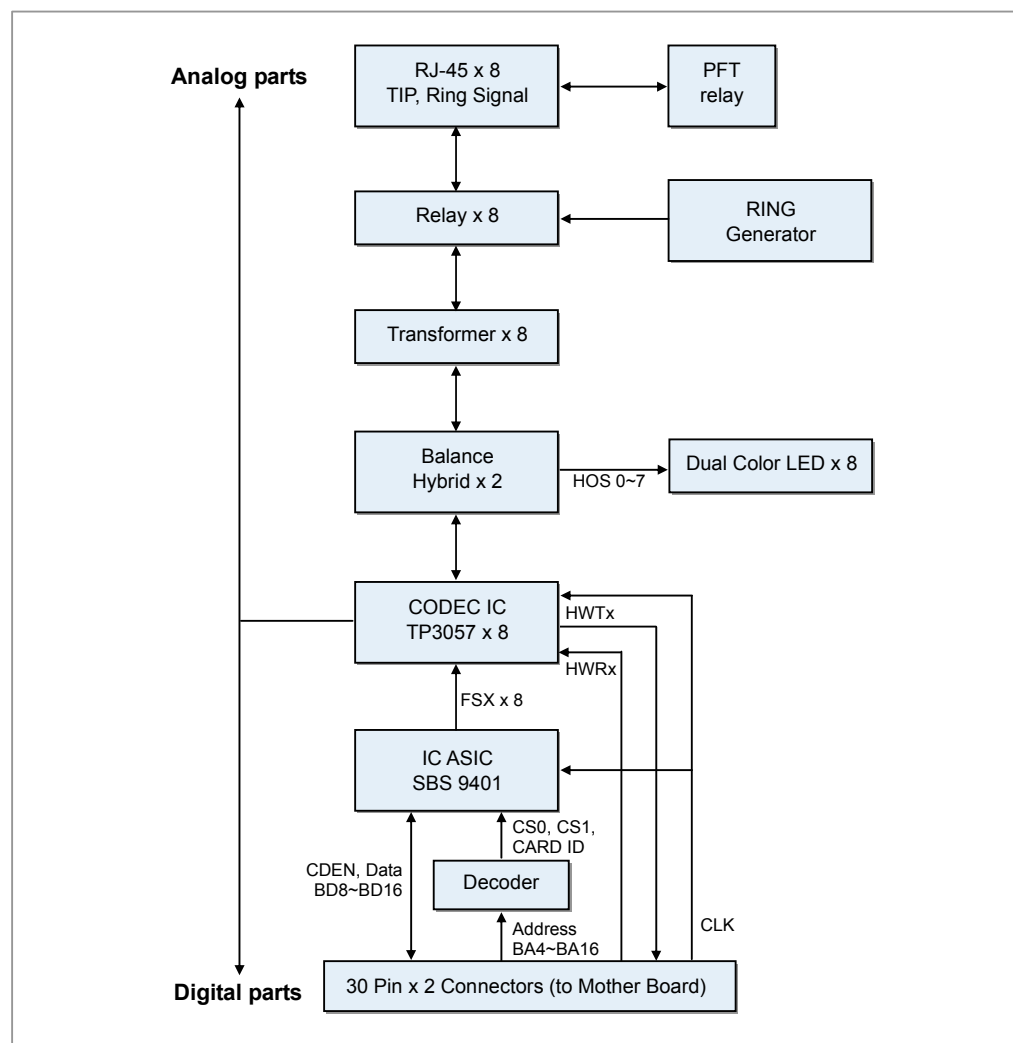 Analog parts
RJ-45 x 8
TIP, Ring Signal
PFT
relay
Relay x 8
RING
Generator
Transformer x 8
Balance
Hybrid x 2
HOS 0~7
Dual Color LED x 8
CODEC IC
TP3057 x 8
HWTx
HWRx
FSX x 8
IC ASIC
SBS 9401
CS0, CS1,
CARD ID
CDEN, Data
BD8~BD16
Decoder
Address
BA4~BA16
CLK
Digital parts
30 Pin x 2 Connectors (to Mother Board)